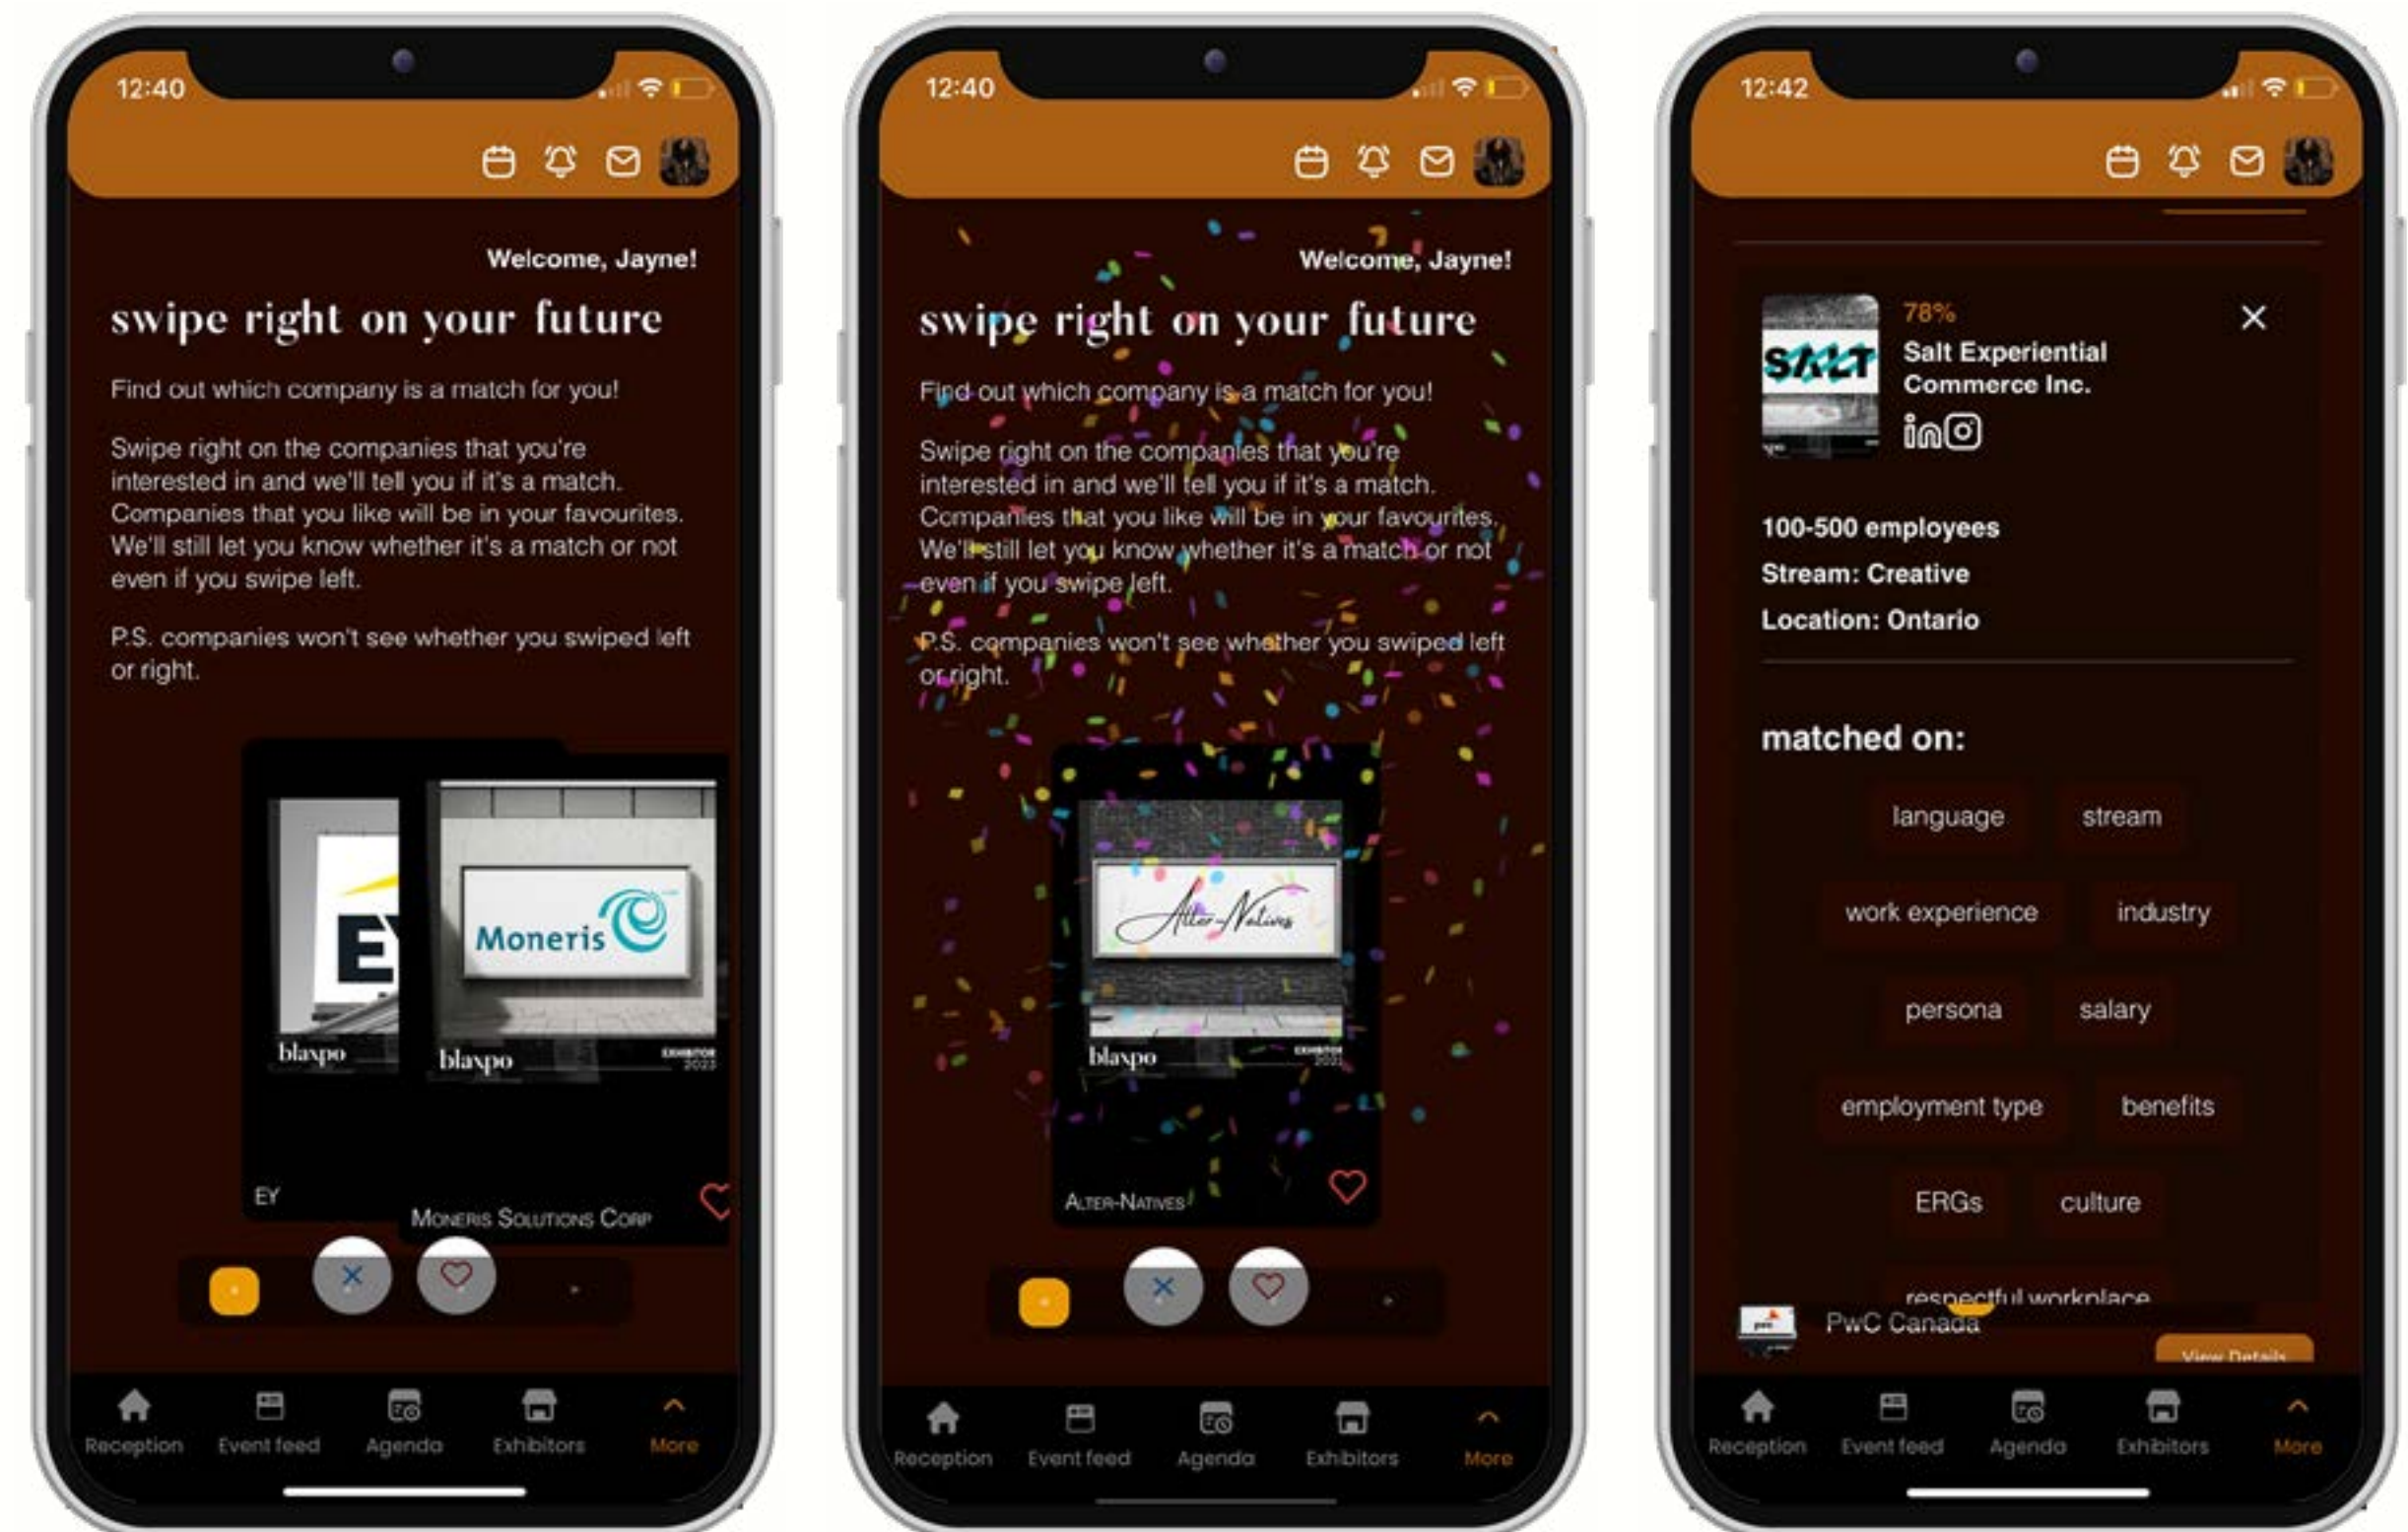 12:40
Welcome, Jayne!
swipe right on your future
Find out which company is a match for you!
Swipe right on the companies that you're
interested in and we'll tell you if it's a match.
Companies that you like will be in your favourites.
We'll still let you know whether it's a match or not
even if you swipe left.
P.S. companies won't see whether you swiped left
or right.
EY
Moneris
blaxpo
blaxpo
EXHIBITOR
2023
EY
Moneris Solutions Corp
Reception
Event feed
Agenda
Exhibitors
More
12:40
Welcome, Jayne!
swipe right on your future
Find out which company is a match for you!
Swipe right on the companies that you're
interested in and we'll tell you if it's a match.
Companies that you like will be in your favourites.
We'll still let you know whether it's a match or not
even if you swipe left.
P.S. companies won't see whether you swiped left
or right.
Alter-Natives
blaxpo
EXHIBITOR
2023
Alter-Natives
Reception
Event feed
Agenda
Exhibitors
More
12:42
SALT
78%
Salt Experiential
Commerce Inc.
in
100-500 employees
Stream: Creative
Location: Ontario
matched on:
language
stream
work experience
industry
persona
salary
employment type
benefits
ERGs
culture
respectful workplace
pwc
PwC Canada
View Details
Reception
Event feed
Agenda
Exhibitors
More